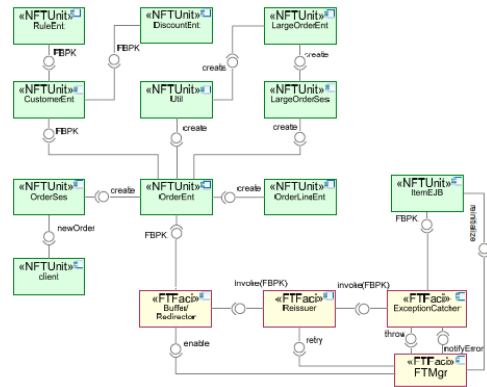 «NFTUnit»
RuleEnt
«NFTUnit»
DiscountEnt
«NFTUnit»
LargeOrderEnt
FBPK
FBPK
create
create
«NFTUnit»
CustomerEnt
«NFTUnit»
Util
«NFTUnit»
LargeOrderSes
FBPK
create
create
«NFTUnit»
OrderSes
create
«NFTUnit»
OrderEnt
create
«NFTUnit»
OrderLineEnt
«NFTUnit»
ItemEJB
newOrder
FBPK
FBPK
reinitialize
«NFTUnit»
client
«FTFaci»
Buffer/
Redirector
invoke(FBPK)
«FTFaci»
Reissuer
invoke(FBPK)
«FTFaci»
ExceptionCatcher
enable
retry
throw
notifyError
«FTFaci»
FTMgr